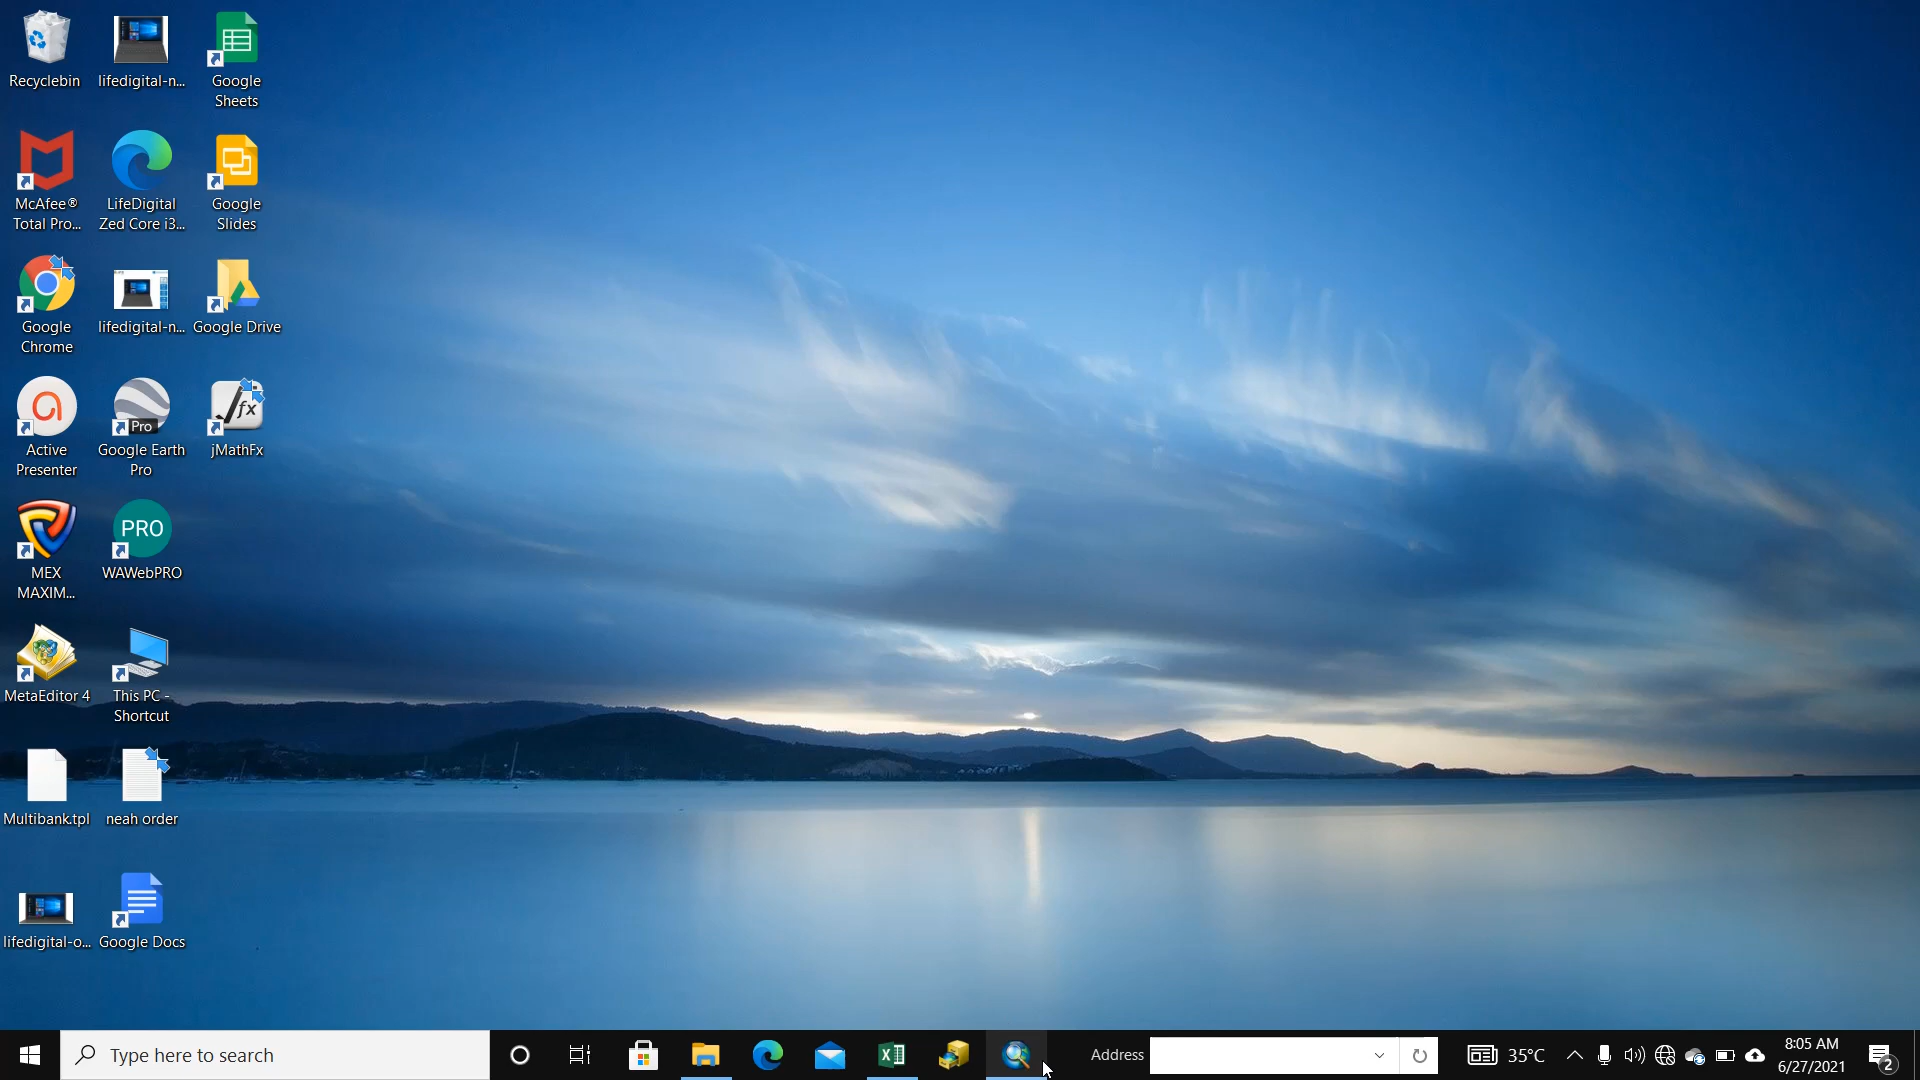 Recyclebin
lifedigital-n...
Google
Sheets
McAfee®
Total Pro...
LifeDigital
Zed Core i3...
Google
Slides
Google
Chrome
lifedigital-n...
Google Drive
Active
Presenter
Pro
Google Earth
Pro
fx
jMathFx
MEX
MAXIM...
PRO
WAWebPRO
MetaEditor 4
This PC -
Shortcut
Multibank.tpl
neah order
lifedigital-o...
Google Docs
Type here to search
Address
35°C
8:05 AM
6/27/2021
2